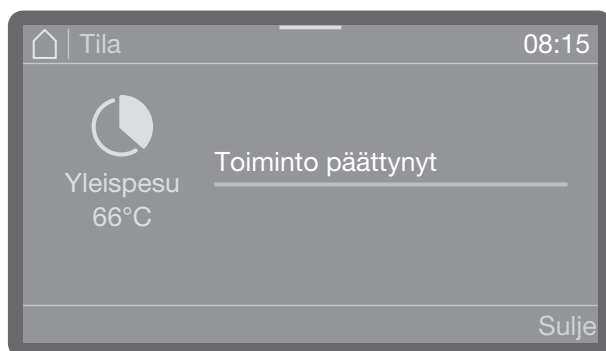 Tila 08:15
Toiminto päättynyt
Yleispesu
66°C
Sulje